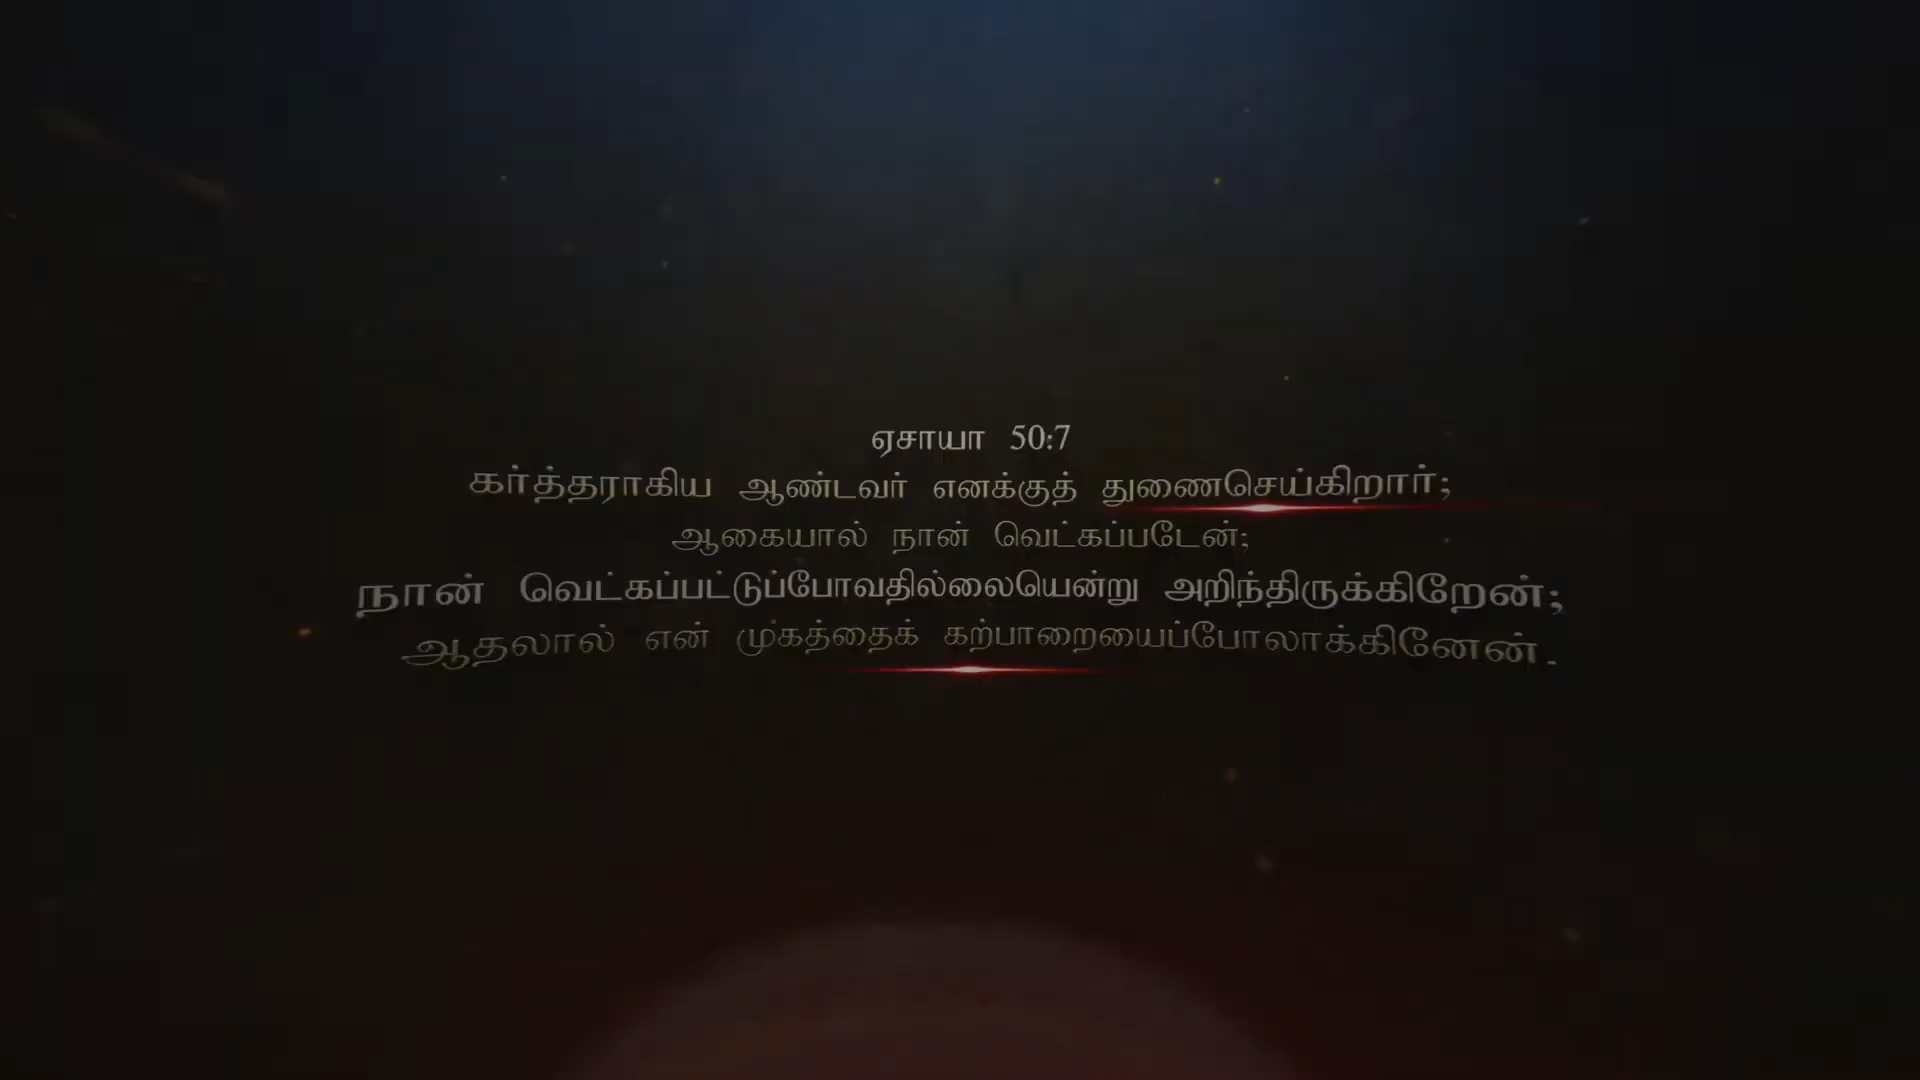 ஏசாயா 50:7
கர்த்தராகிய ஆண்டவர் எனக்குத் துணைசெய்கிறார்;
ஆகையால் நான் வெட்கப்படேன்;
நான் வெட்கப்பட்டுப்போவதில்லையென்று அறிந்திருக்கிறேன்;
ஆதலால் என் முகத்தைக் கற்பாறையைப்போலாக்கினேன்.